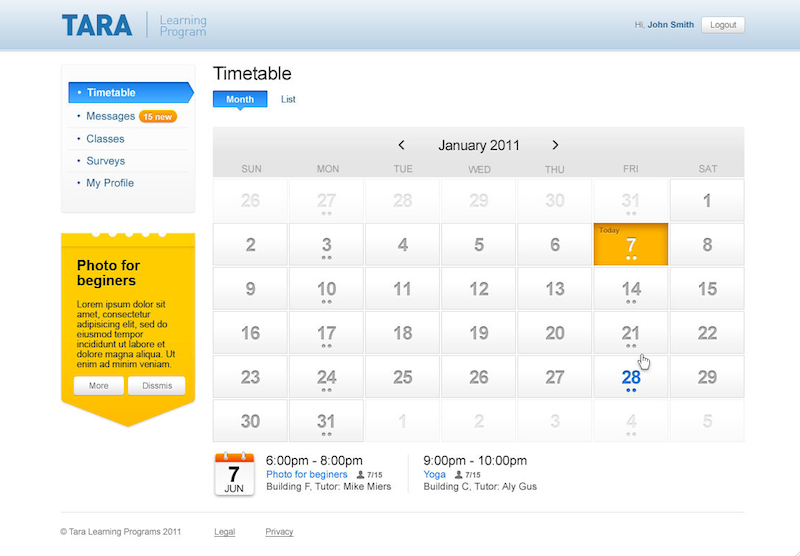 TARA
Learning
Program
Hi, John Smith
Logout
Timetable
Messages 15 new
Classes
Surveys
My Profile
Photo for
beginers
Lorem ipsum dolor sit
amet, consectetur
adipisicing elit, sed do
eiusmod tempor
incididunt ut labore et
dolore magna aliqua. Ut
enim ad minim veniam.
More
Dissmis
Timetable
Month
List
January 2011
SUN MON TUE WED THU FRI SAT
26 27 28 29 30 31 1
Today
2 3 4 5 6 7 8
9 10 11 12 13 14 15
16 17 18 19 20 21 22
23 24 25 26 27 28 29
30 31 1 2 3 4 5
7
JUN
6:00pm - 8:00pm
Photo for beginers 7/15
Building F, Tutor: Mike Miers
9:00pm - 10:00pm
Yoga 7/15
Building C, Tutor: Aly Gus
© Tara Learning Programs 2011
Legal
Privacy